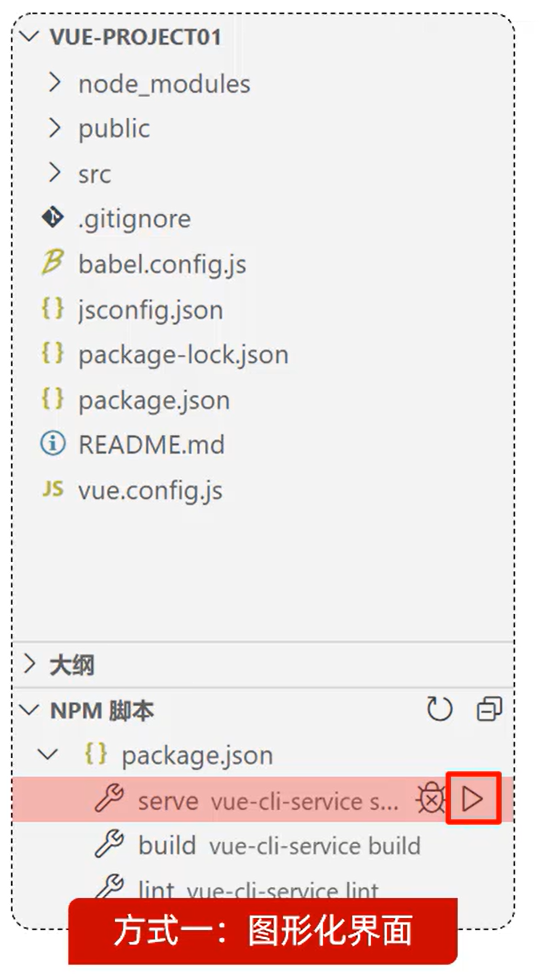 VUE-PROJECT01
node_modules
public
src
.gitignore
babel.config.js
{} jsconfig.json
{} package-lock.json
{} package.json
README.md
JS vue.config.js
大纲
NPM 脚本
{} package.json
serve vue-cli-service s...
build vue-cli-service build
lint vue-cli-service lint
方式一：图形化界面